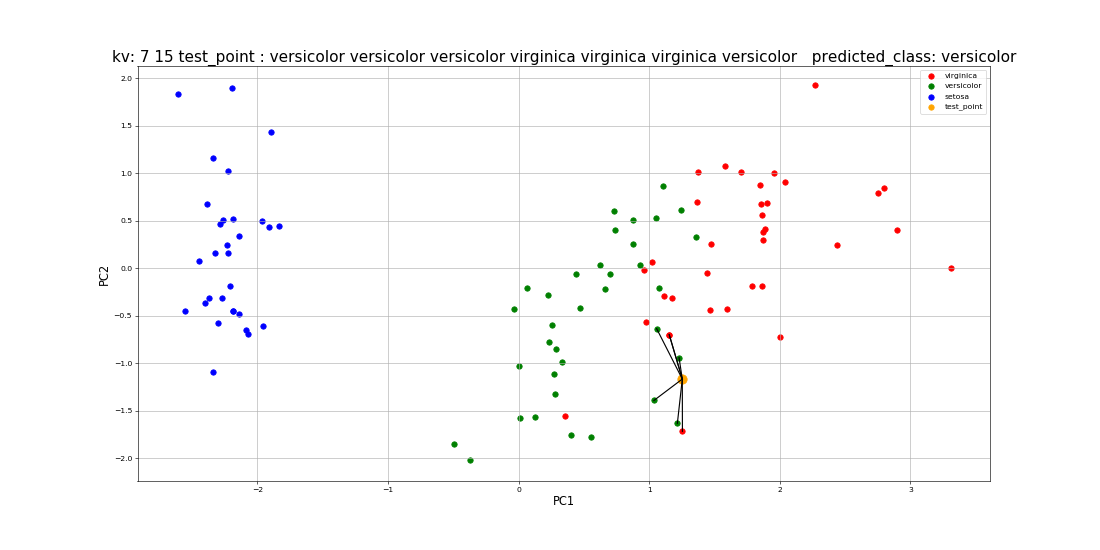 kv: 7 15 test_point : versicolor versicolor versicolor virginica virginica virginica versicolor   predicted_class: versicolor
virginica
versicolor
setosa
test_point
2.0
1.5
1.0
0.5
0.0
−0.5
−1.0
−1.5
−2.0
PC2
−2
−1
0
1
2
3
PC1